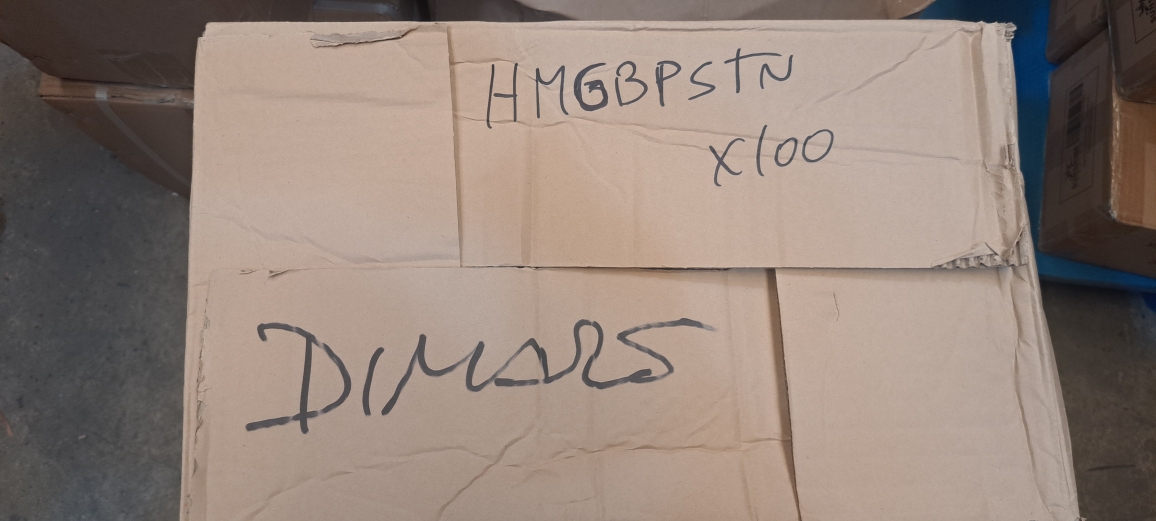 HMGBPSTN
x100
DIMARS